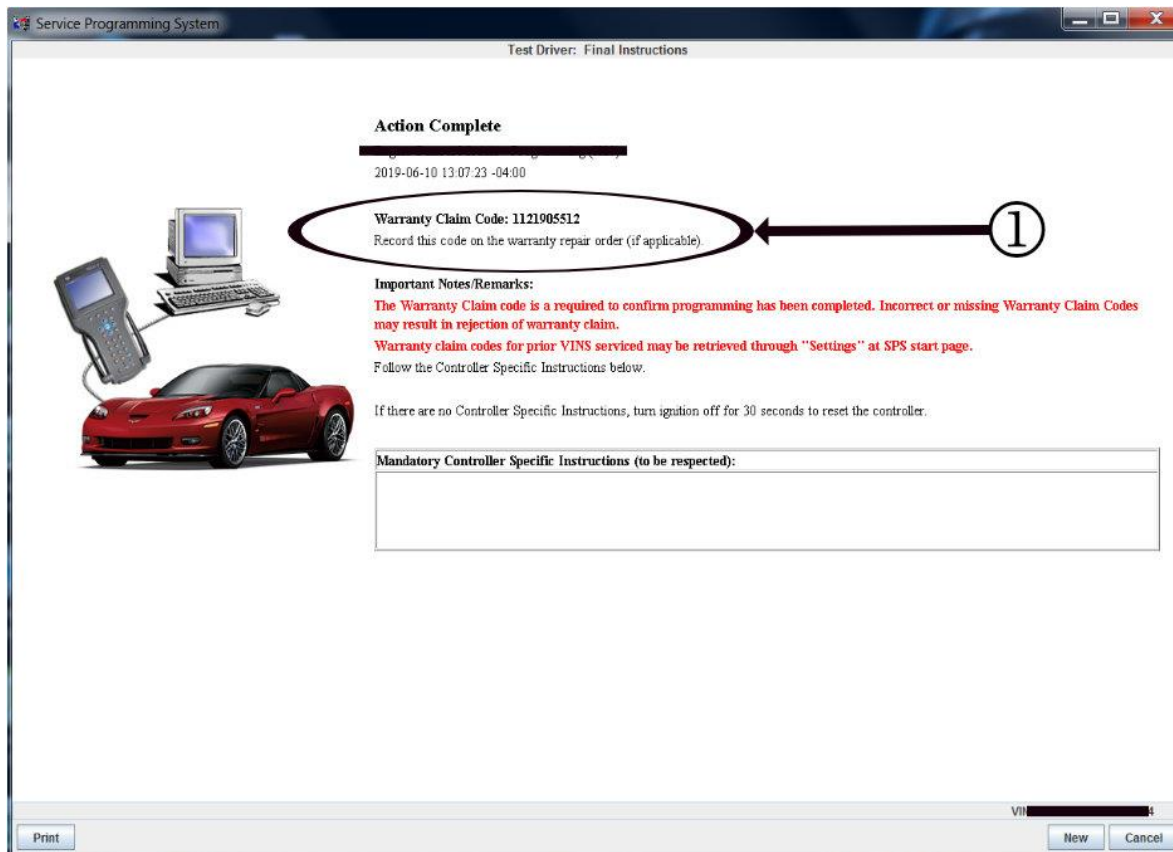 Service Programming System
Test Driver: Final Instructions
Action Complete
2019-06-10 13:07:23 -04:00
Warranty Claim Code: 1121905512
Record this code on the warranty repair order (if applicable).
1
Important Notes/Remarks:
The Warranty Claim code is a required to confirm programming has been completed. Incorrect or missing Warranty Claim Codes
may result in rejection of warranty claim.
Warranty claim codes for prior VINS serviced may be retrieved through "Settings" at SPS start page.
Follow the Controller Specific Instructions below.
If there are no Controller Specific Instructions, turn ignition off for 30 seconds to reset the controller.
Mandatory Controller Specific Instructions (to be respected):
4
Print
New Cancel